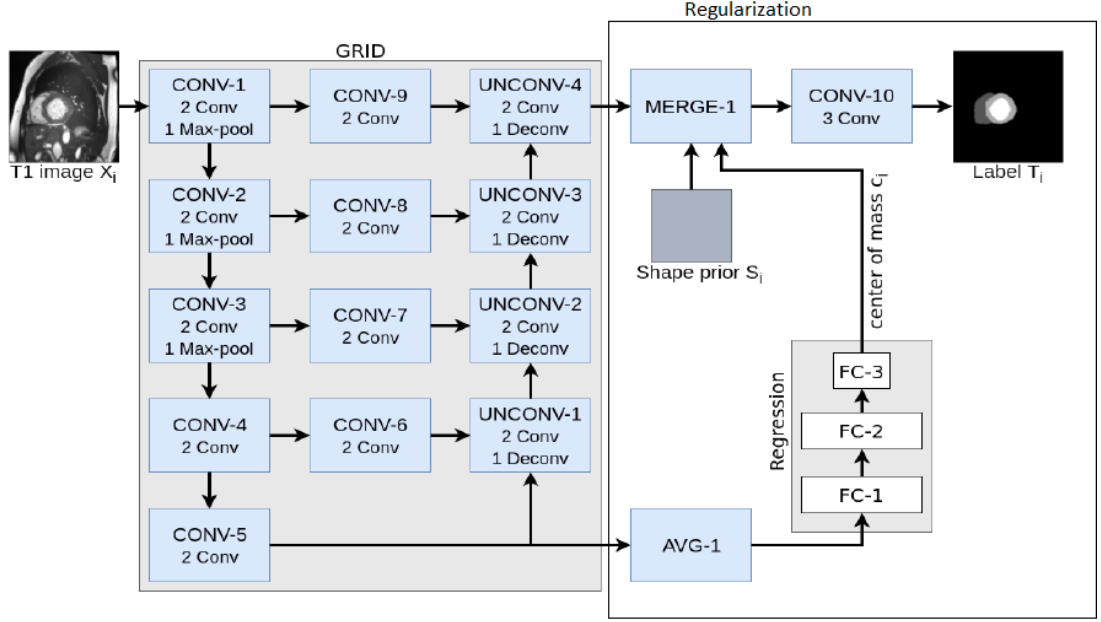 Regularization
GRID
CONV-1
2 Conv
1 Max-pool
CONV-9
2 Conv
UNCONV-4
2 Conv
1 Deconv
MERGE-1
CONV-10
3 Conv
T1 image Xi
Label Ti
CONV-2
2 Conv
1 Max-pool
CONV-8
2 Conv
UNCONV-3
2 Conv
1 Deconv
Shape prior Si
center of mass ci
CONV-3
2 Conv
1 Max-pool
CONV-7
2 Conv
UNCONV-2
2 Conv
1 Deconv
CONV-4
2 Conv
CONV-6
2 Conv
UNCONV-1
2 Conv
1 Deconv
Regression
FC-3
FC-2
FC-1
CONV-5
2 Conv
AVG-1